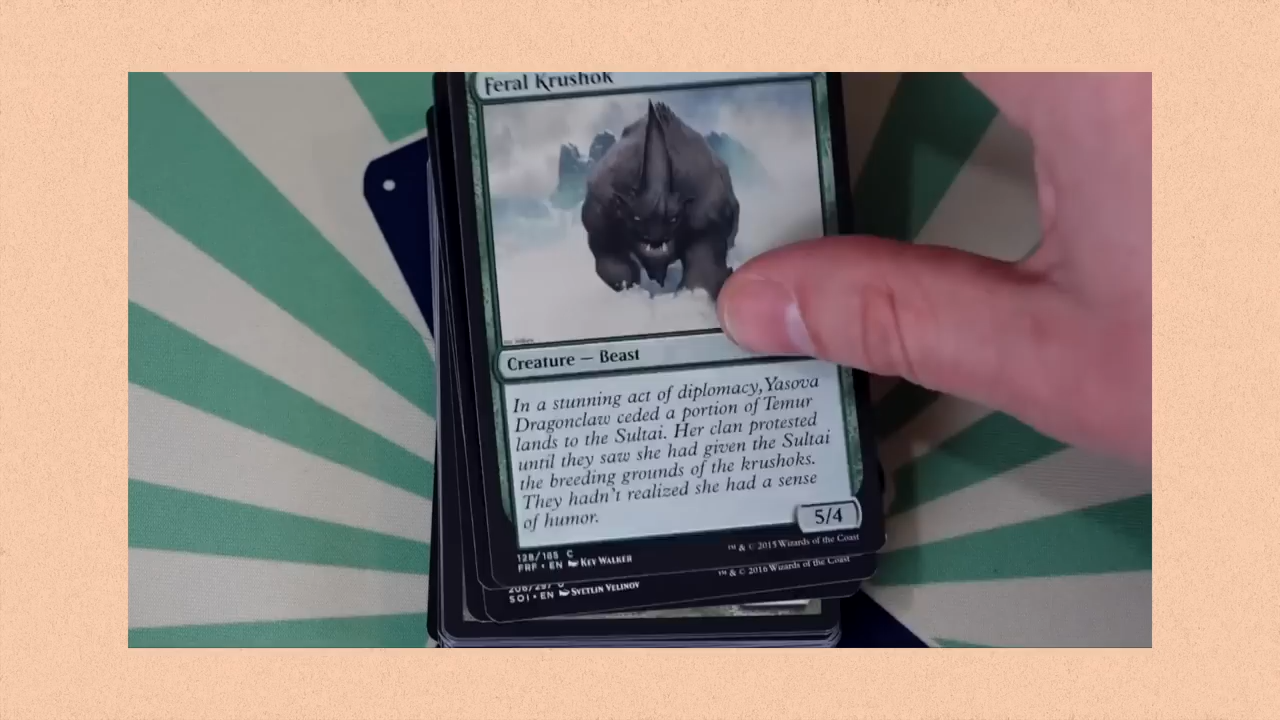 Feral Krushok
Creature — Beast
In a stunning act of diplomacy, Yasova
Dragonclaw ceded a portion of Temur
lands to the Sultai. Her clan protested
until they saw she had given the Sultai
the breeding grounds of the krushoks.
They hadn't realized she had a sense
of humor.
5/4
128/185 C
FRF • EN KEV WALKER
™ & © 2015 Wizards of the Coast
™ & © 2016 Wizards of the Coast
SOI • EN SVETLIN VELINOV